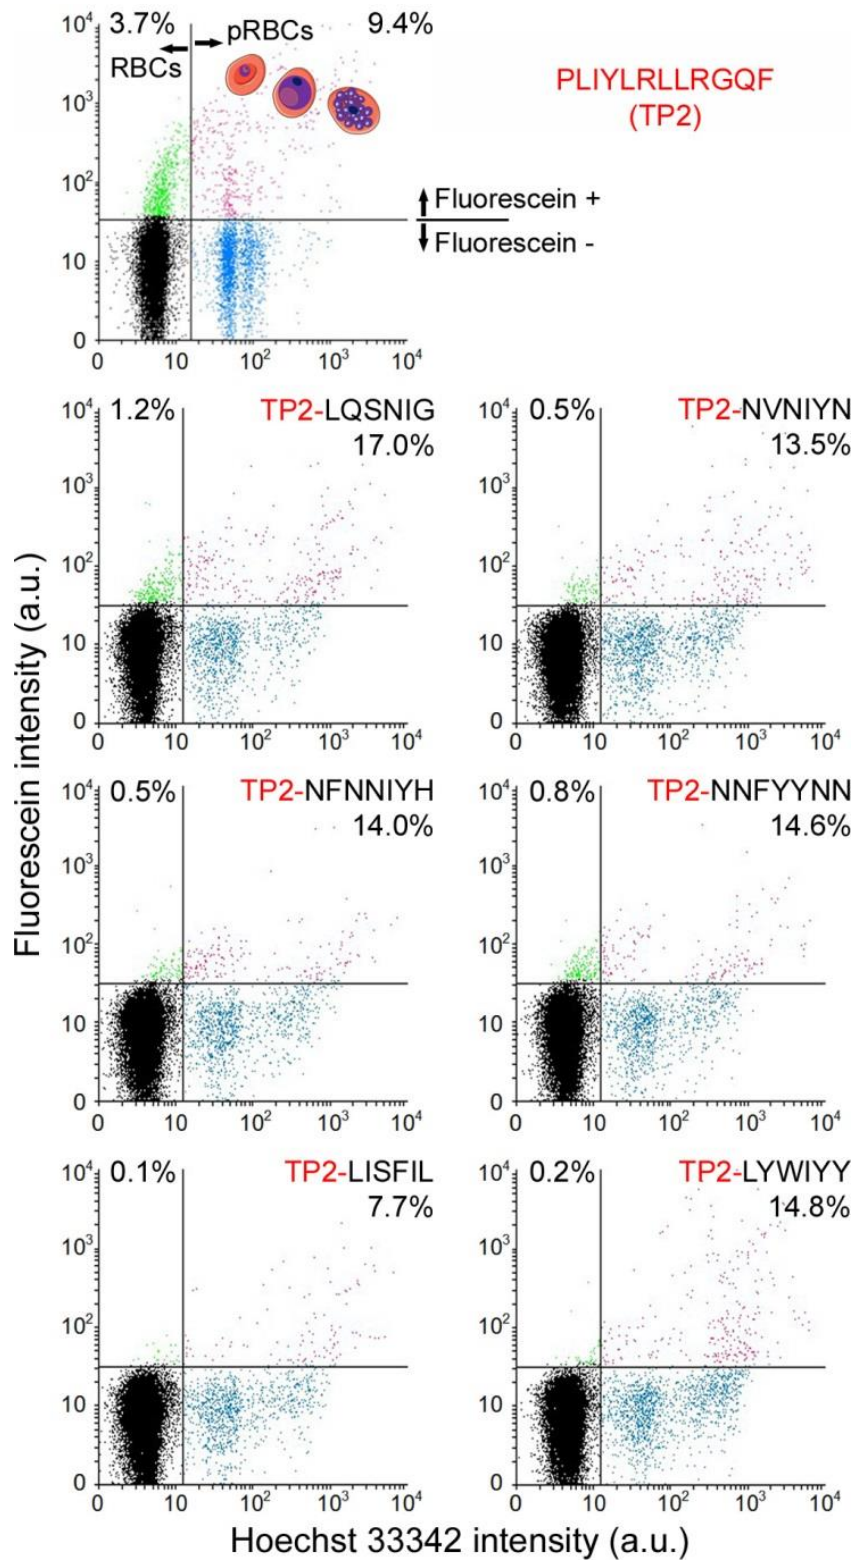 3.7% 9.4%
RBCs pRBCs
PLIYLRLLRGQF
(TP2)
Fluorescein +
Fluorescein -
10⁴
10³
10²
10
0
0 10 10² 10³ 10⁴
1.2% TP2-LQSNIG
17.0%
10⁴
10³
10²
10
0
0 10 10² 10³ 10⁴
0.5% TP2-NVNIYN
13.5%
10⁴
10³
10²
10
0
0 10 10² 10³ 10⁴
0.5% TP2-NFNNIYH
14.0%
10⁴
10³
10²
10
0
0 10 10² 10³ 10⁴
0.8% TP2-NNFYYNN
14.6%
10⁴
10³
10²
10
0
0 10 10² 10³ 10⁴
0.1% TP2-LISFIL
7.7%
10⁴
10³
10²
10
0
0 10 10² 10³ 10⁴
0.2% TP2-LYWIYY
14.8%
10⁴
10³
10²
10
0
0 10 10² 10³ 10⁴
Fluorescein intensity (a.u.)
Hoechst 33342 intensity (a.u.)